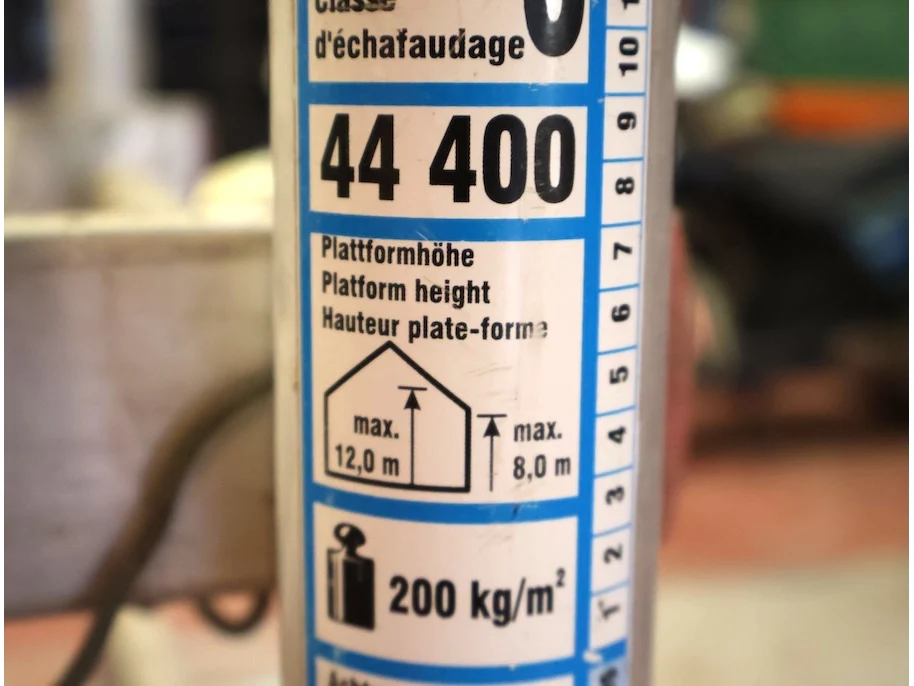 Classe
d'échafaudage
44 400
Plattformhöhe
Platform height
Hauteur plate-forme
max.
12,0 m
max.
8,0 m
200 kg/m²
10
9
8
7
6
5
4
3
2
1